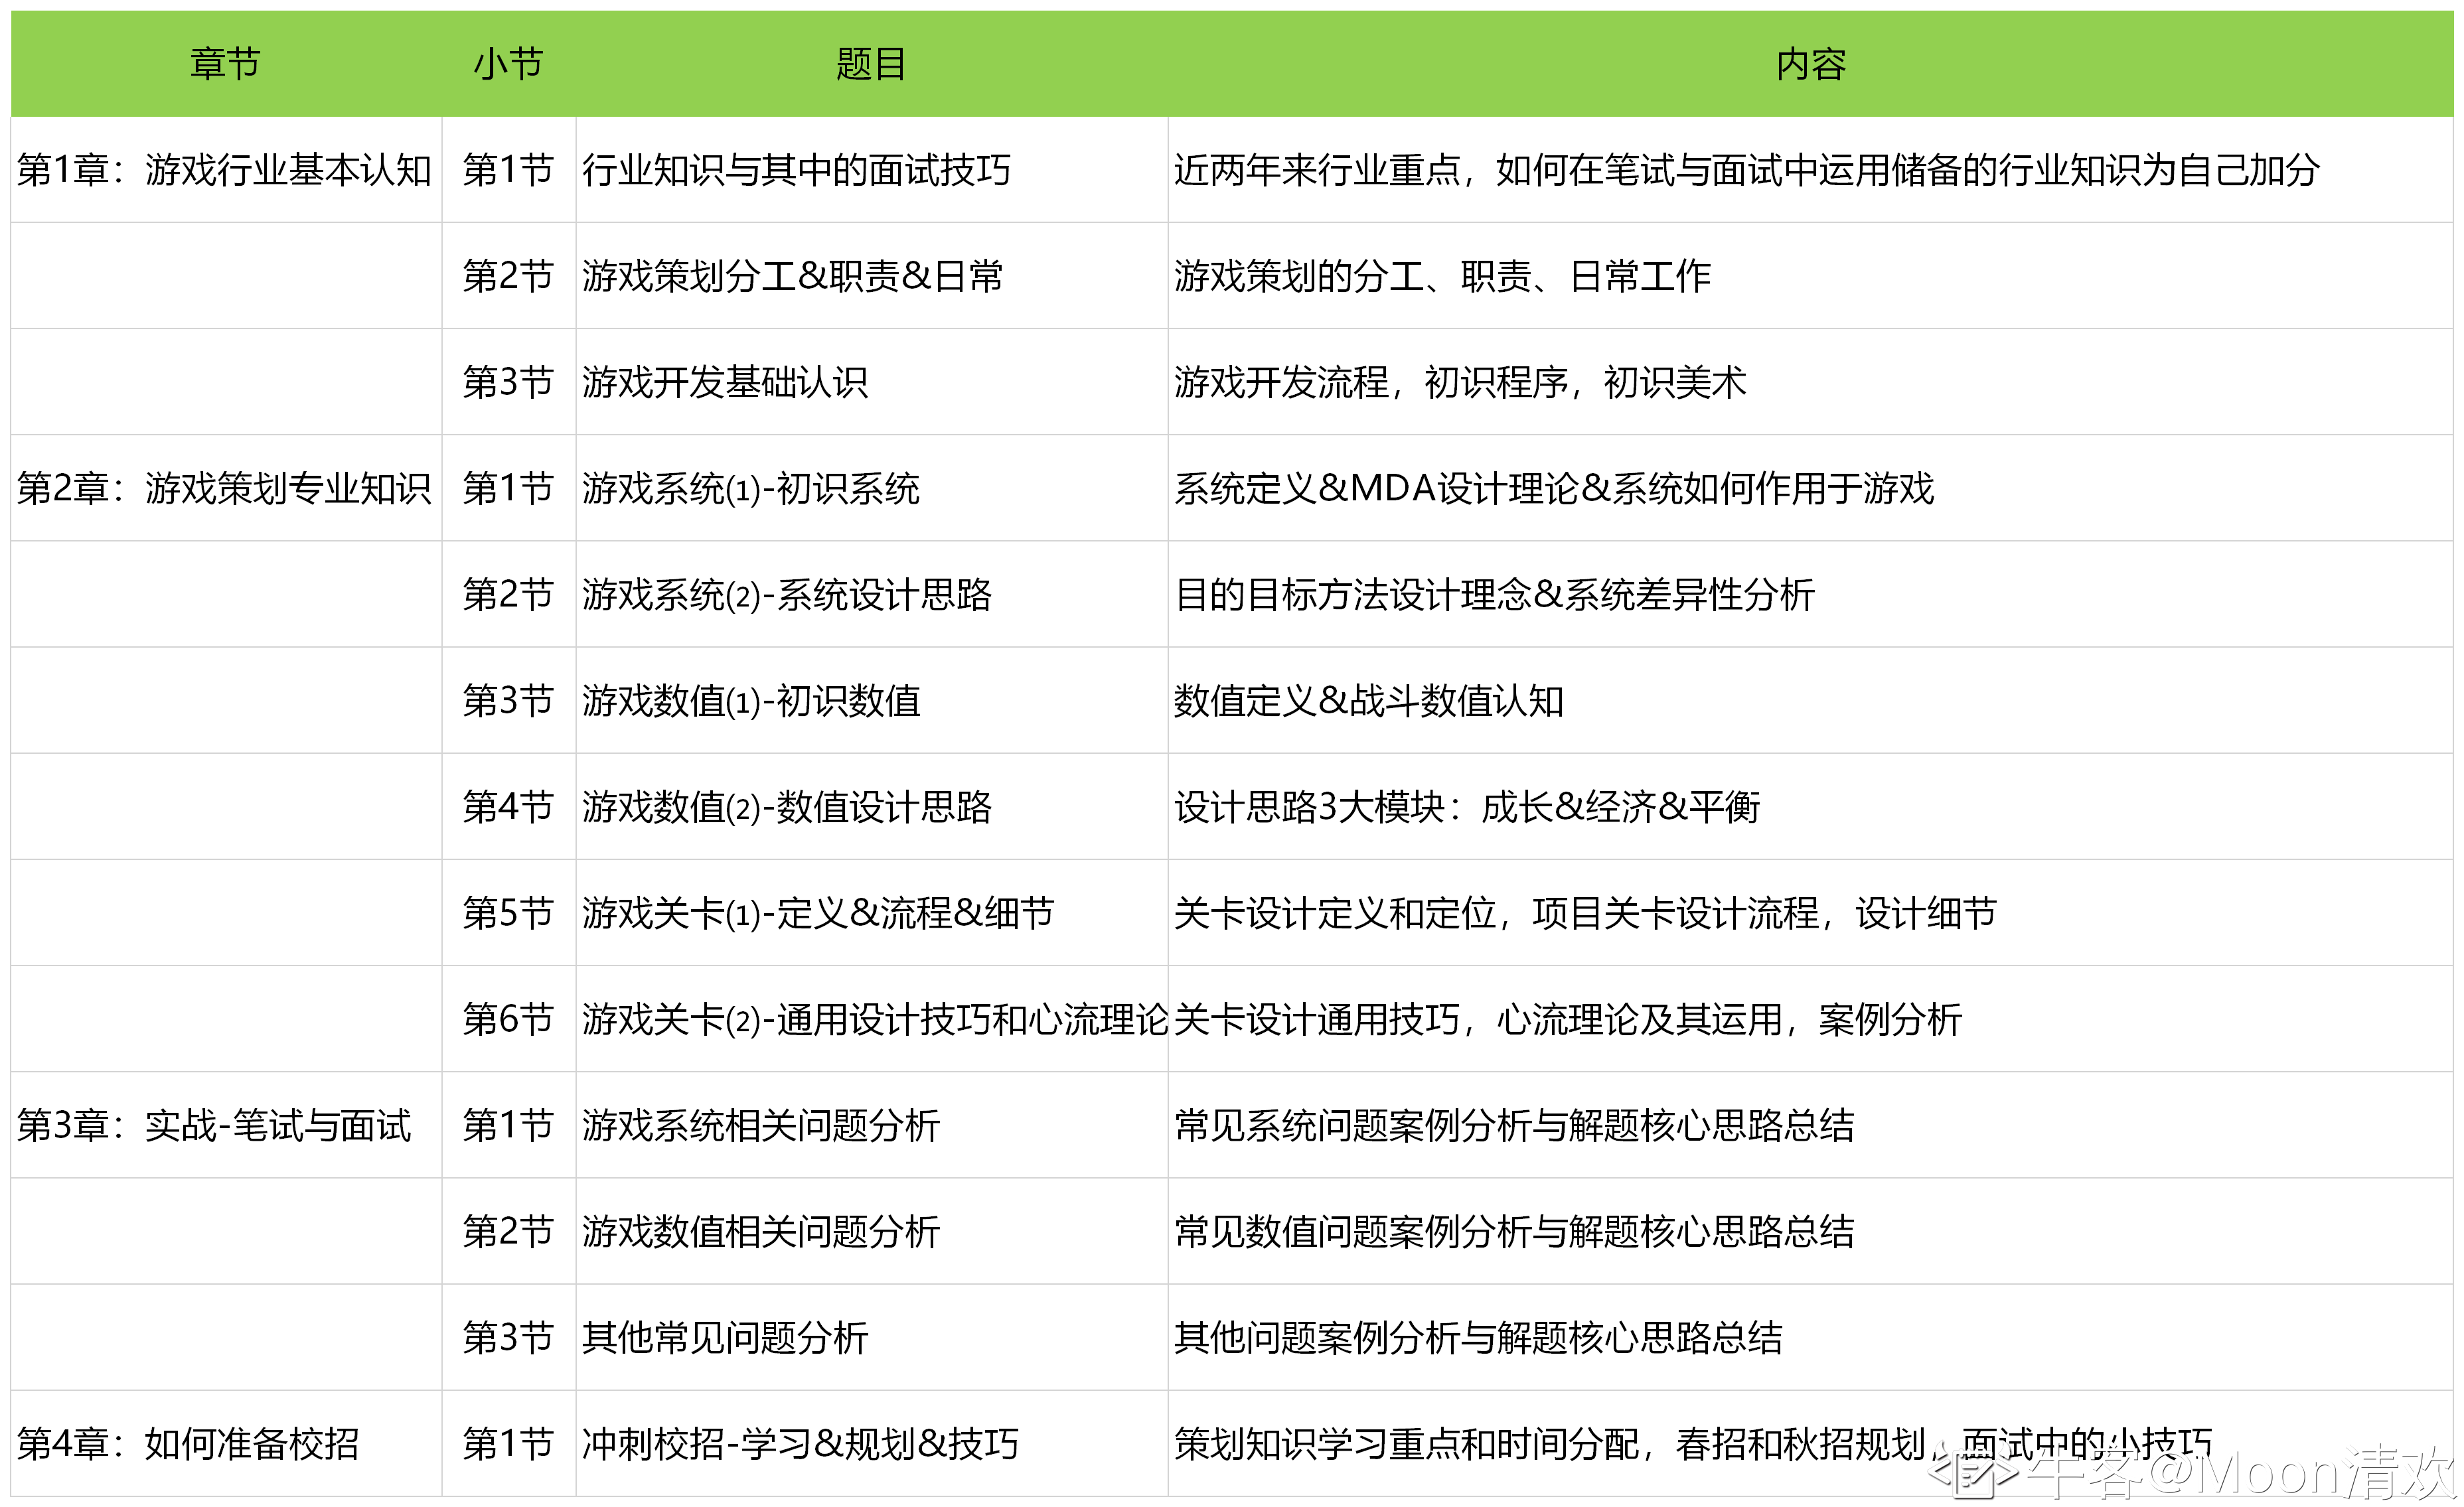 章节 小节 题目 内容
第1章：游戏行业基本认知 第1节 行业知识与其中的面试技巧 近两年来行业重点，如何在笔试与面试中运用储备的行业知识为自己加分
第2节 游戏策划分工&职责&日常 游戏策划的分工、职责、日常工作
第3节 游戏开发基础认识 游戏开发流程，初识程序，初识美术
第2章：游戏策划专业知识 第1节 游戏系统(1)-初识系统 系统定义&MDA设计理论&系统如何作用于游戏
第2节 游戏系统(2)-系统设计思路 目的目标方法设计理念&系统差异性分析
第3节 游戏数值(1)-初识数值 数值定义&战斗数值认知
第4节 游戏数值(2)-数值设计思路 设计思路3大模块：成长&经济&平衡
第5节 游戏关卡(1)-定义&流程&细节 关卡设计定义和定位，项目关卡设计流程，设计细节
第6节 游戏关卡(2)-通用设计技巧和心流理论 关卡设计通用技巧，心流理论及其运用，案例分析
第3章：实战-笔试与面试 第1节 游戏系统相关问题分析 常见系统问题案例分析与解题核心思路总结
第2节 游戏数值相关问题分析 常见数值问题案例分析与解题核心思路总结
第3节 其他常见问题分析 其他问题案例分析与解题核心思路总结
第4章：如何准备校招 第1节 冲刺校招-学习&规划&技巧 策划知识学习重点和时间分配，春招和秋招规划，面试中的小技巧
牛客@Moon清欢